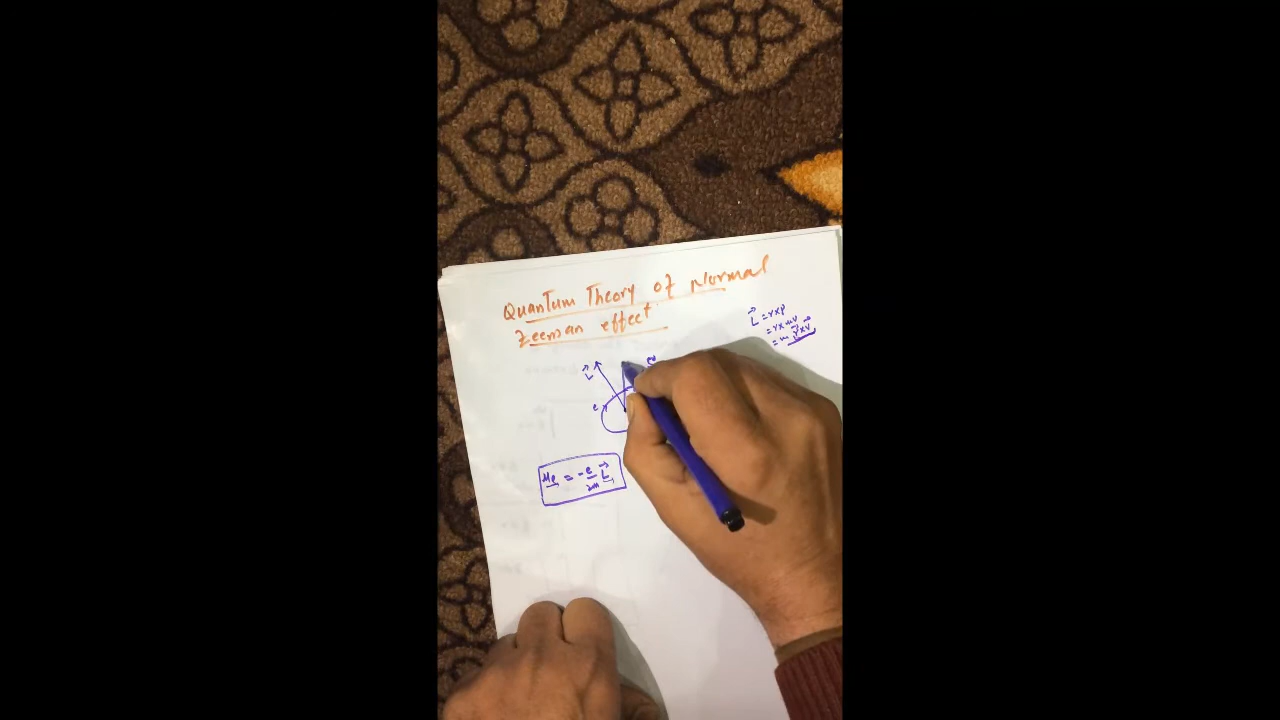 Quantum Theory of Normal
Zeeman effect
L⃗ = r×p
= r×mv
= m r⃗×v⃗
L⃗
e
μe = -e/2m L⃗